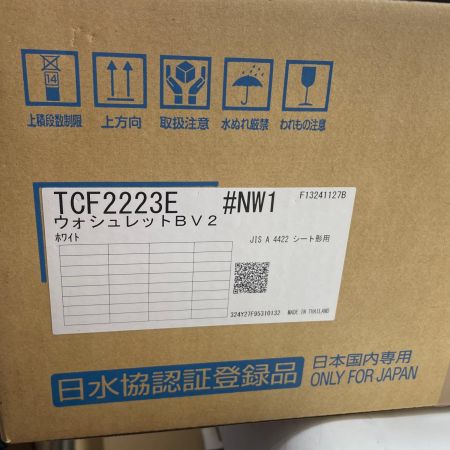 14
上積段数制限 上方向 取扱注意 水ぬれ厳禁 われもの注意
TCF2223E #NW1 F13241127B
ウォシュレットBV2
ホワイト JIS A 4422 シート形用
324Y27F95310132 MADE IN THAILAND
日水協認証登録品 日本国内専用
ONLY FOR JAPAN